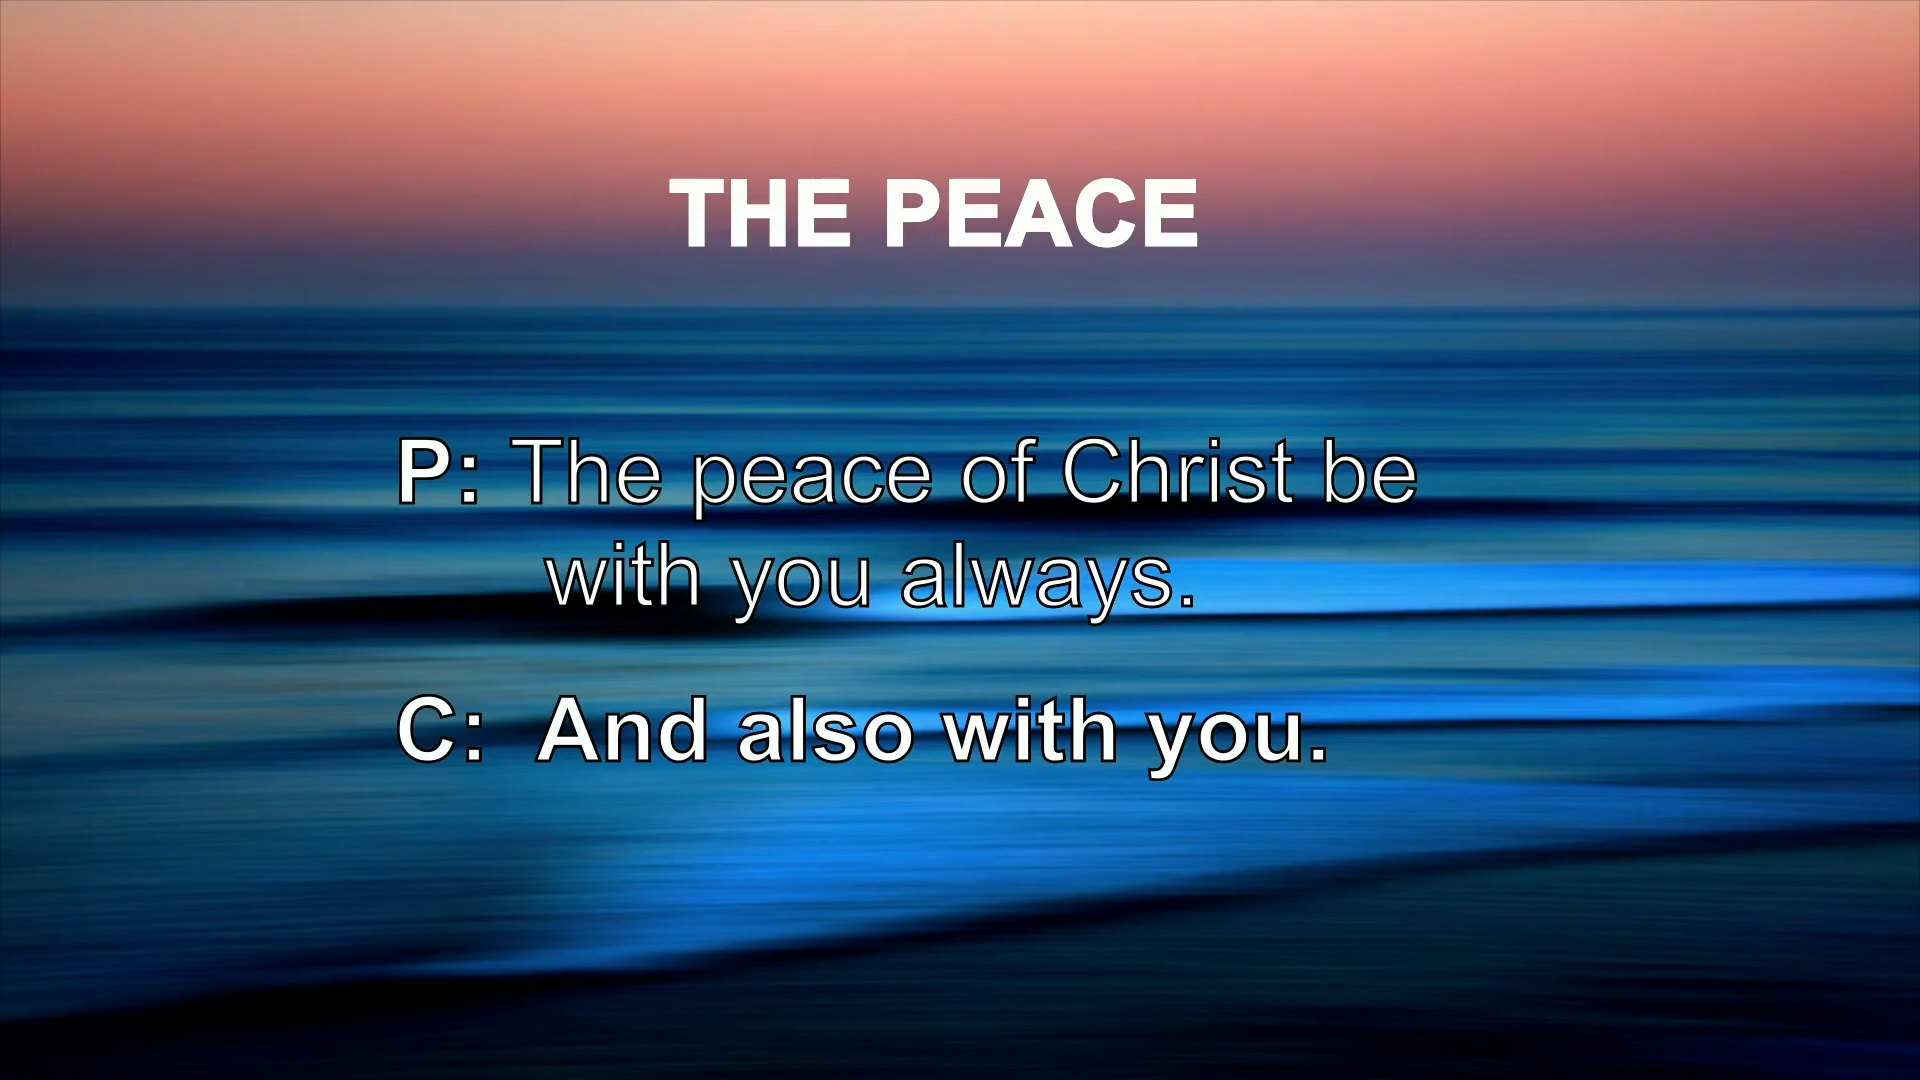 THE PEACE
P: The peace of Christ be
with you always.
C: And also with you.